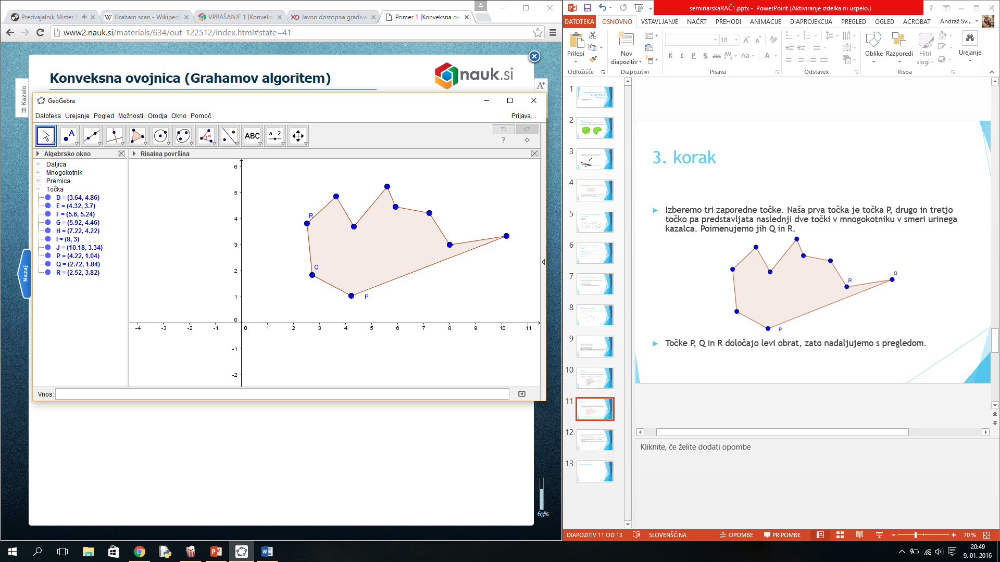 Predvajalnik Mister D
Graham scan - Wikipedi
VPRAŠANJE 1 [Konveksn
Javno dostopna gradiva
Primer 1 [Konveksna ov
www2.nauk.si/materials/634/out-122512/index.html#state=41
Konveksna ovojnica (Grahamov algoritem)
nauk.si
Kazalo
A+
Nazaj
63%
GeoGebra
Datoteka Urejanje Pogled Možnosti Orodja Okno Pomoč
Prijava...
A
α
ABC
a=2
?
Algebrsko okno
Daljica
Mnogokotnik
Premica
Točka
D = (3.64, 4.86)
E = (4.32, 3.7)
F = (5.6, 5.24)
G = (5.92, 4.46)
H = (7.22, 4.22)
I = (8, 3)
J = (10.18, 3.34)
P = (4.22, 1.04)
Q = (2.72, 1.84)
R = (2.52, 3.82)
Risalna površina
6
5
4
3
2
1
0
-1
-2
-4 -3 -2 -1 0 1 2 3 4 5 6 7 8 9 10 11
R
Q
P
Vnos:
seminarskaRAČ1.pptx - PowerPoint (Aktiviranje izdelka ni uspelo.)
?
DATOTEKA OSNOVNO VSTAVLJANJE NAČRT PREHODI ANIMACIJE DIAPROJEKCIJA PREGLED OGLED ACROBAT Andraž Sv...
Prilepi
Odložišče
Nov
diapozitiv
Diapozitivi
18
K L P S abc AV Aa A
Pisava
Odstavek
Oblike
Razporedi
Hitri
slogi
Risba
Urejanje
1
2
3
4
5
6
7
8
9
10
11
12
13
3. korak
Izberemo tri zaporedne točke. Naša prva točka je točka P, drugo in tretjo
točko pa predstavljata naslednji dve točki v mnogokotniku v smeri urinega
kazalca. Poimenujemo jih Q in R.
Q
R
P
Točke P, Q in R določajo levi obrat, zato nadaljujemo s pregledom.
Kliknite, če želite dodati opombe
DIAPOZITIV 11 OD 13
SLOVENŠČINA
OPOMBE
PRIPOMBE
70 %
20:49
9. 01. 2016